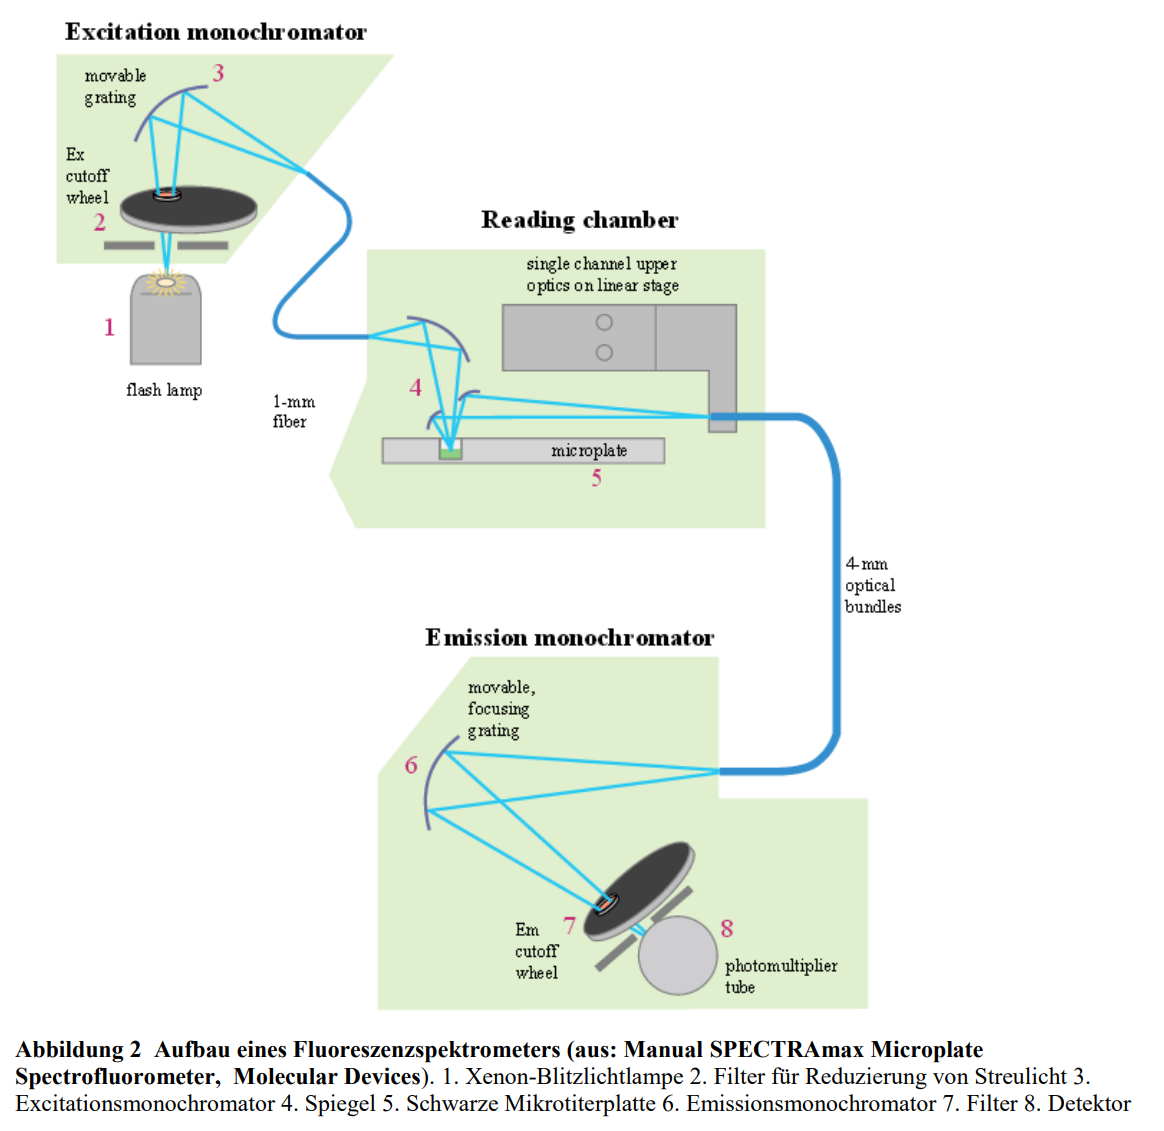 Excitation monochromator
movable
grating
3
Ex
cutoff
wheel
2
1
flash lamp
1-mm
fiber
Reading chamber
single channel upper
optics on linear stage
4
microplate
5
4-mm
optical
bundles
Emission monochromator
movable,
focusing
grating
6
Em
cutoff
wheel
7
8
photomultiplier
tube
Abbildung 2 Aufbau eines Fluoreszenzspektrometers (aus: Manual SPECTRAmax Microplate
Spectrofluorometer, Molecular Devices). 1. Xenon-Blitzlichtlampe 2. Filter für Reduzierung von Streulicht 3.
Excitationsmonochromator 4. Spiegel 5. Schwarze Mikrotiterplatte 6. Emissionsmonochromator 7. Filter 8. Detektor